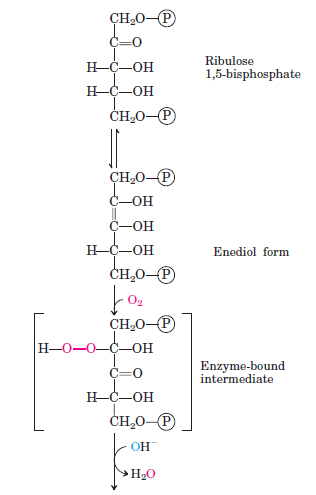 CH₂O—Ⓟ
C=O
H—C—OH
H—C—OH
CH₂O—Ⓟ
Ribulose
1,5-bisphosphate
CH₂O—Ⓟ
C—OH
C—OH
H—C—OH
CH₂O—Ⓟ
Enediol form
O₂
CH₂O—Ⓟ
H—O—O—C—OH
C=O
H—C—OH
CH₂O—Ⓟ
Enzyme-bound
intermediate
OH⁻
H₂O